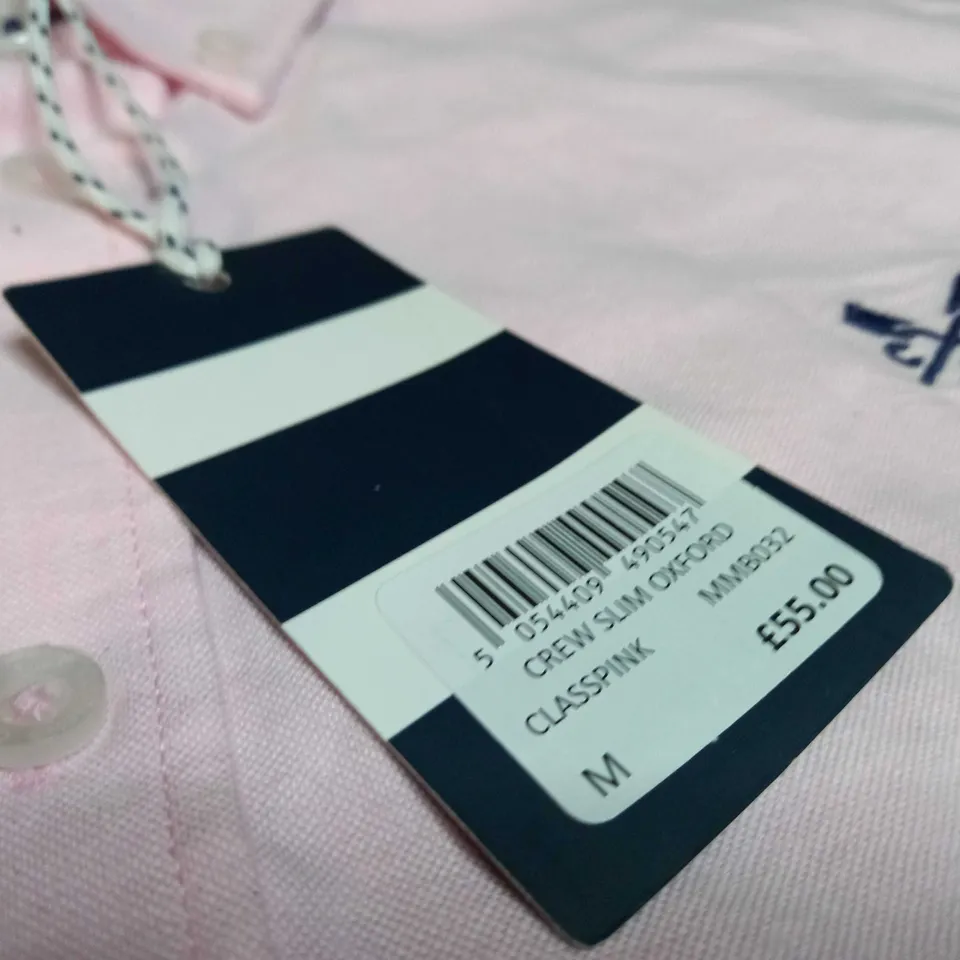 5 054409 490547
CREW SLIM OXFORD
CLASSPINK MMB032
M £55.00